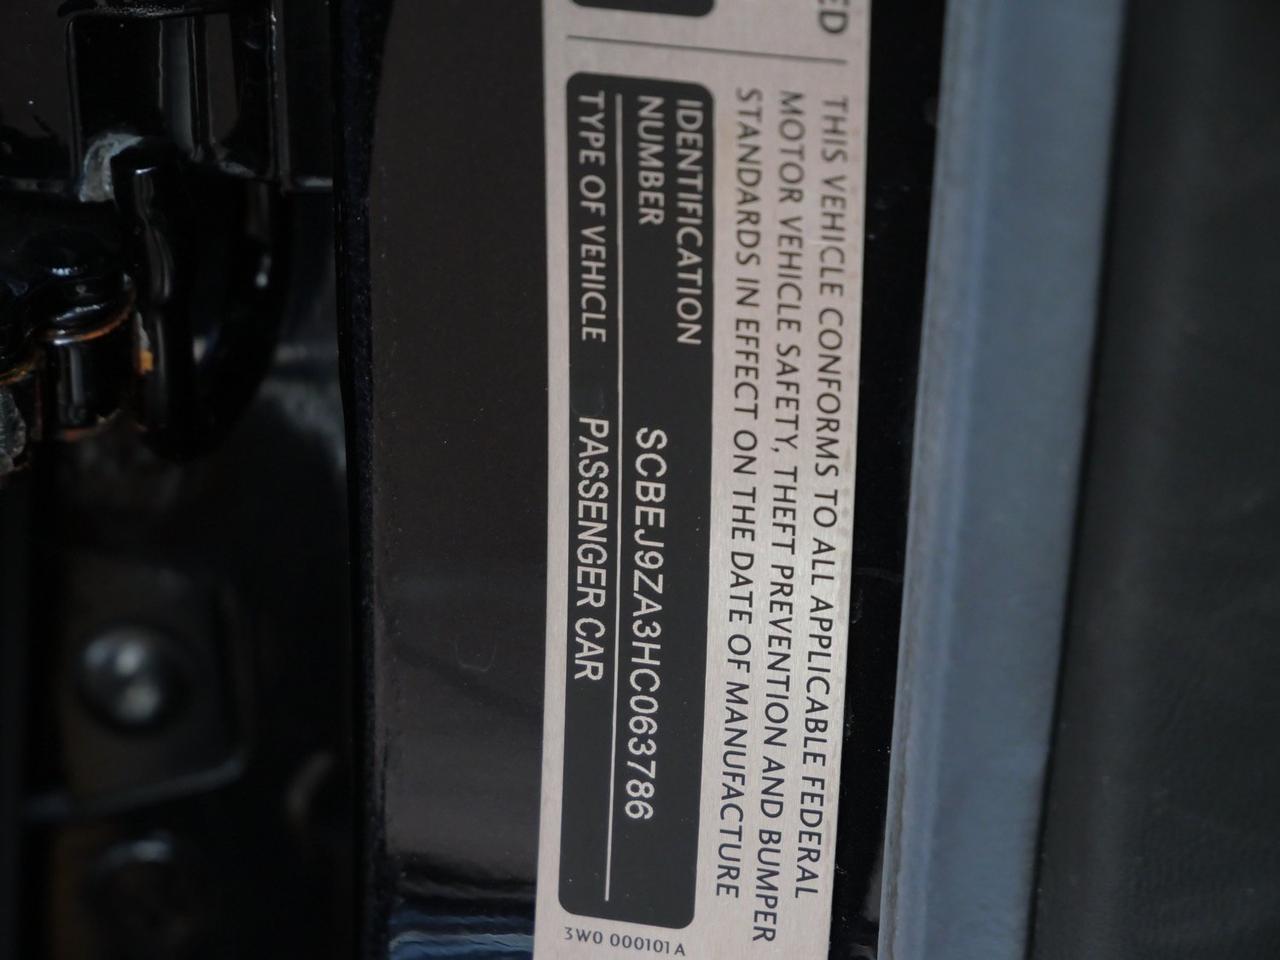 ED
THIS VEHICLE CONFORMS TO ALL APPLICABLE FEDERAL
MOTOR VEHICLE SAFETY, THEFT PREVENTION AND BUMPER
STANDARDS IN EFFECT ON THE DATE OF MANUFACTURE
IDENTIFICATION
NUMBER SCBEJ9ZA3HC063786
TYPE OF VEHICLE PASSENGER CAR
3W0 000101 A